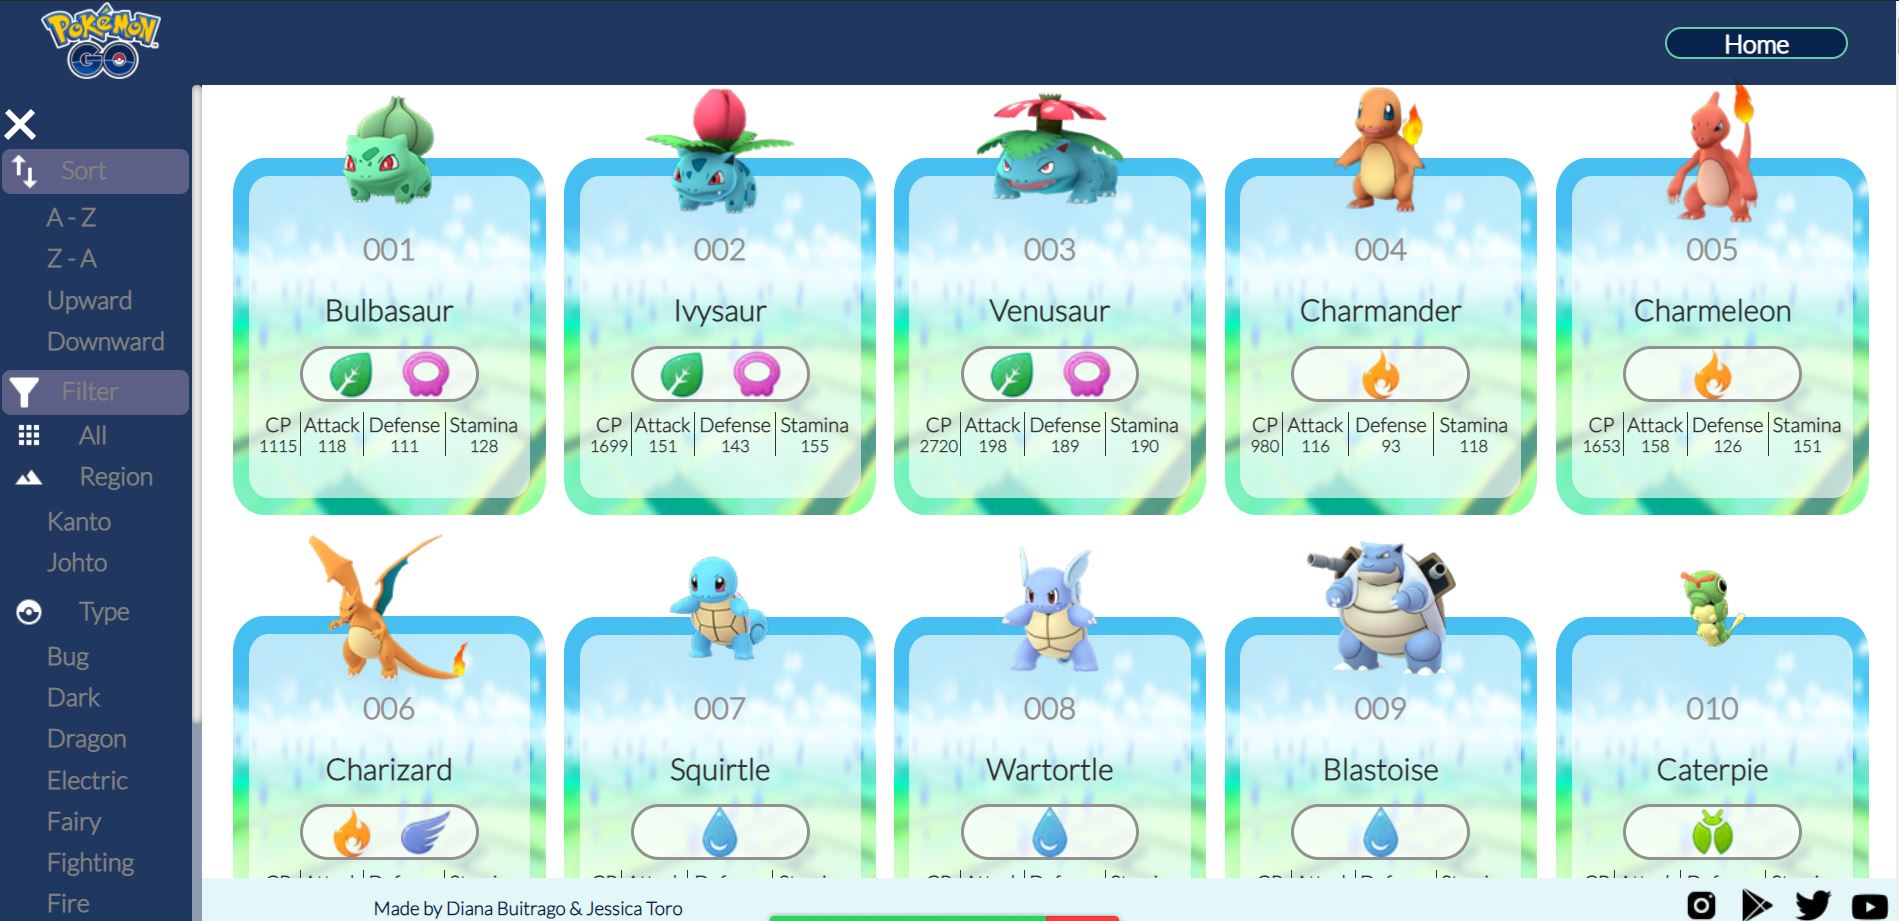 POKÉMON
GO
Home
Sort
A - Z
Z - A
Upward
Downward
Filter
All
Region
Kanto
Johto
Type
Bug
Dark
Dragon
Electric
Fairy
Fighting
Fire
001
Bulbasaur
CP Attack Defense Stamina
1115 118 111 128
002
Ivysaur
CP Attack Defense Stamina
1699 151 143 155
003
Venusaur
CP Attack Defense Stamina
2720 198 189 190
004
Charmander
CP Attack Defense Stamina
980 116 93 118
005
Charmeleon
CP Attack Defense Stamina
1653 158 126 151
006
Charizard
007
Squirtle
008
Wartortle
009
Blastoise
010
Caterpie
Made by Diana Buitrago & Jessica Toro